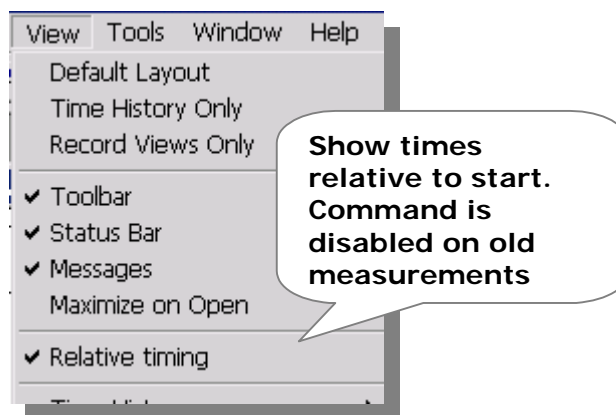 View Tools Window Help
Default Layout
Time History Only
Record Views Only
Show times
relative to start.
Command is
disabled on old
measurements
✔ Toolbar
✔ Status Bar
✔ Messages
Maximize on Open
✔ Relative timing